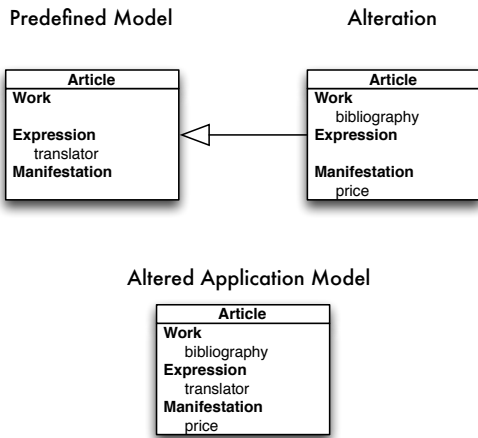 Predefined Model
Alteration
Article
Work
Expression
translator
Manifestation
Article
Work
bibliography
Expression
Manifestation
price
Altered Application Model
Article
Work
bibliography
Expression
translator
Manifestation
price